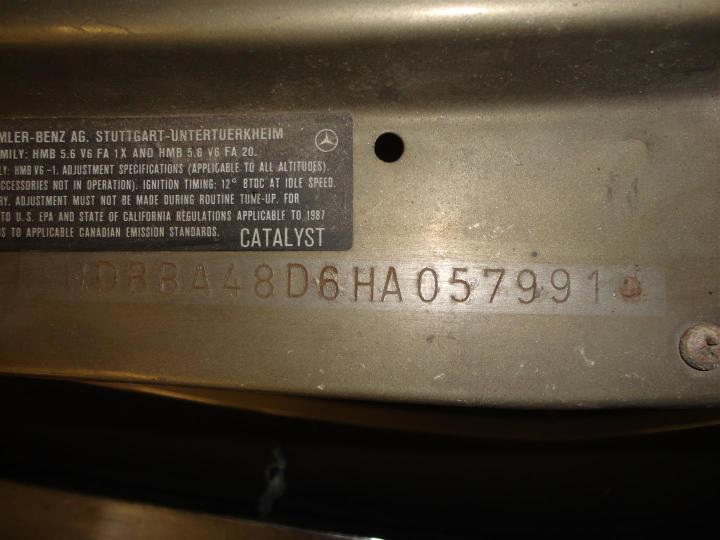 MLER-BENZ AG, STUTTGART-UNTERTUERKHEIM
MILY: HMB 5.6 V6 FA 1X AND HMB 5.6 V6 FA 20.
LY: HMB V6 -1. ADJUSTMENT SPECIFICATIONS (APPLICABLE TO ALL ALTITUDES).
CCESSORIES NOT IN OPERATION). IGNITION TIMING: 12° BTDC AT IDLE SPEED.
RY. ADJUSTMENT MUST NOT BE MADE DURING ROUTINE TUNE-UP. FOR
TO U.S. EPA AND STATE OF CALIFORNIA REGULATIONS APPLICABLE TO 1987
S TO APPLICABLE CANADIAN EMISSION STANDARDS.
CATALYST
DBBA48D6HA057991